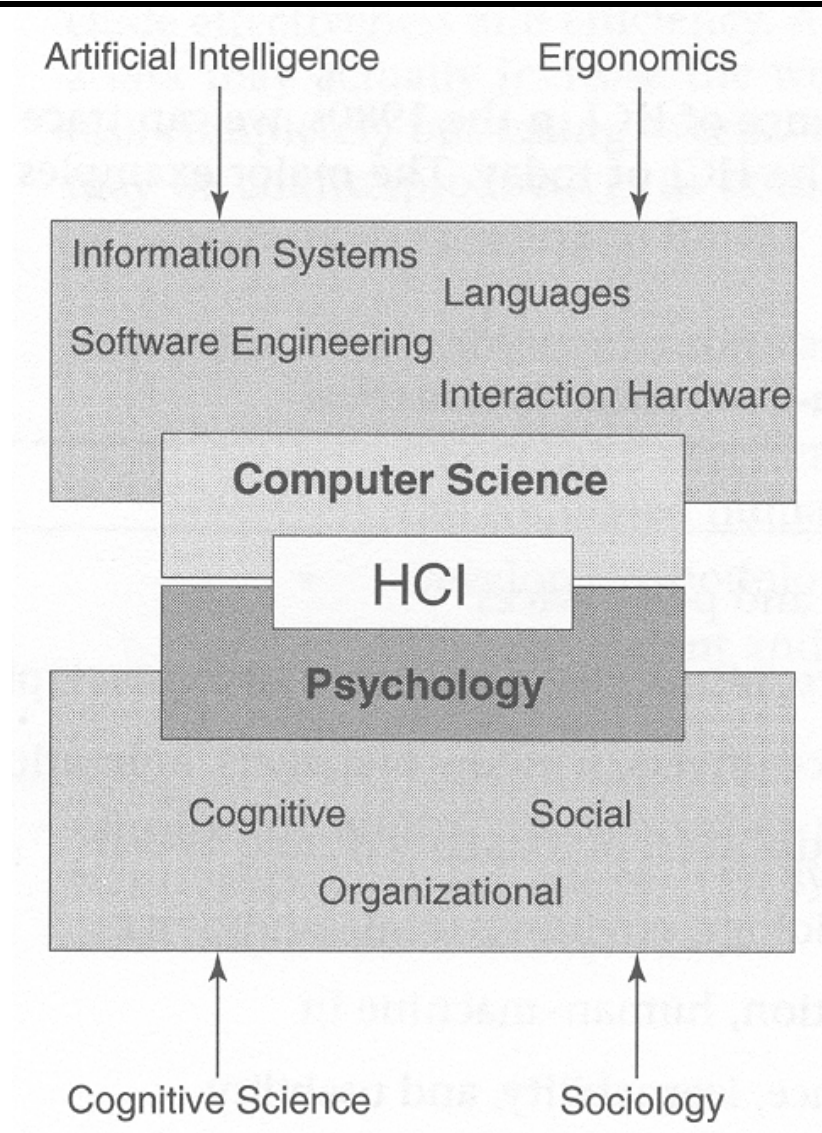 Artificial Intelligence
Ergonomics
Information Systems
Languages
Software Engineering
Interaction Hardware
Computer Science
HCI
Psychology
Cognitive
Social
Organizational
Cognitive Science
Sociology